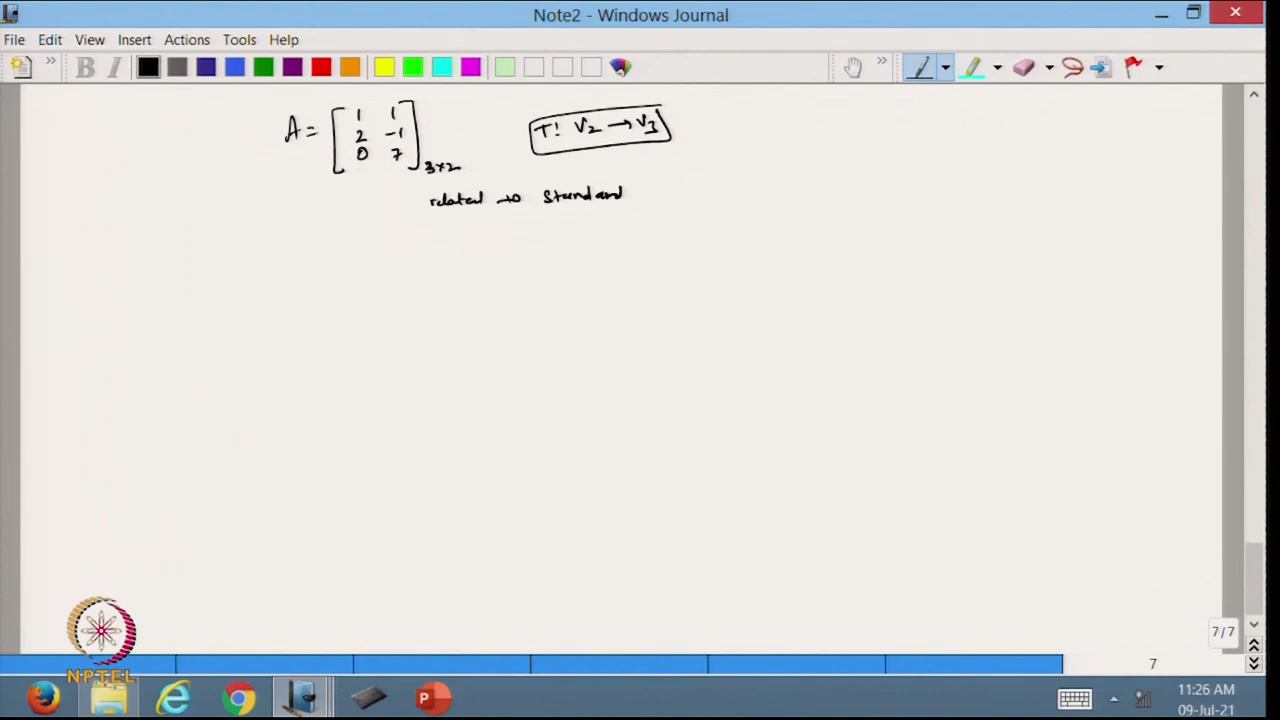 Note2 - Windows Journal
File Edit View Insert Actions Tools Help
B I
A = [ 1 1
2 -1
0 7 ] 3×2
T: V2 → V3
related → Standard
7/7
7
NPTEL
11:26 AM
09-Jul-21